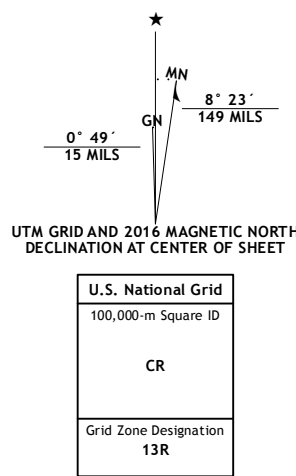 MN
GN
8° 23´
149 MILS
0° 49´
15 MILS
UTM GRID AND 2016 MAGNETIC NORTH
DECLINATION AT CENTER OF SHEET
U.S. National Grid
100,000-m Square ID
CR
Grid Zone Designation
13R